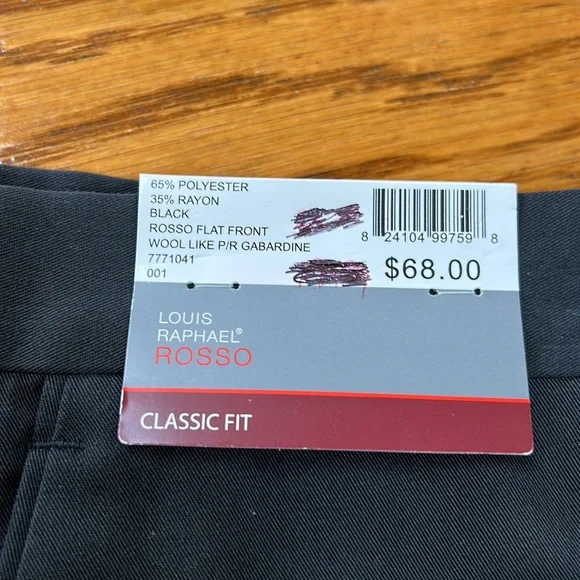 65% POLYESTER
35% RAYON
BLACK
ROSSO FLAT FRONT
WOOL LIKE P/R GABARDINE
7771041
001
8 24104 99759 8
$68.00
LOUIS
RAPHAEL®
ROSSO
CLASSIC FIT